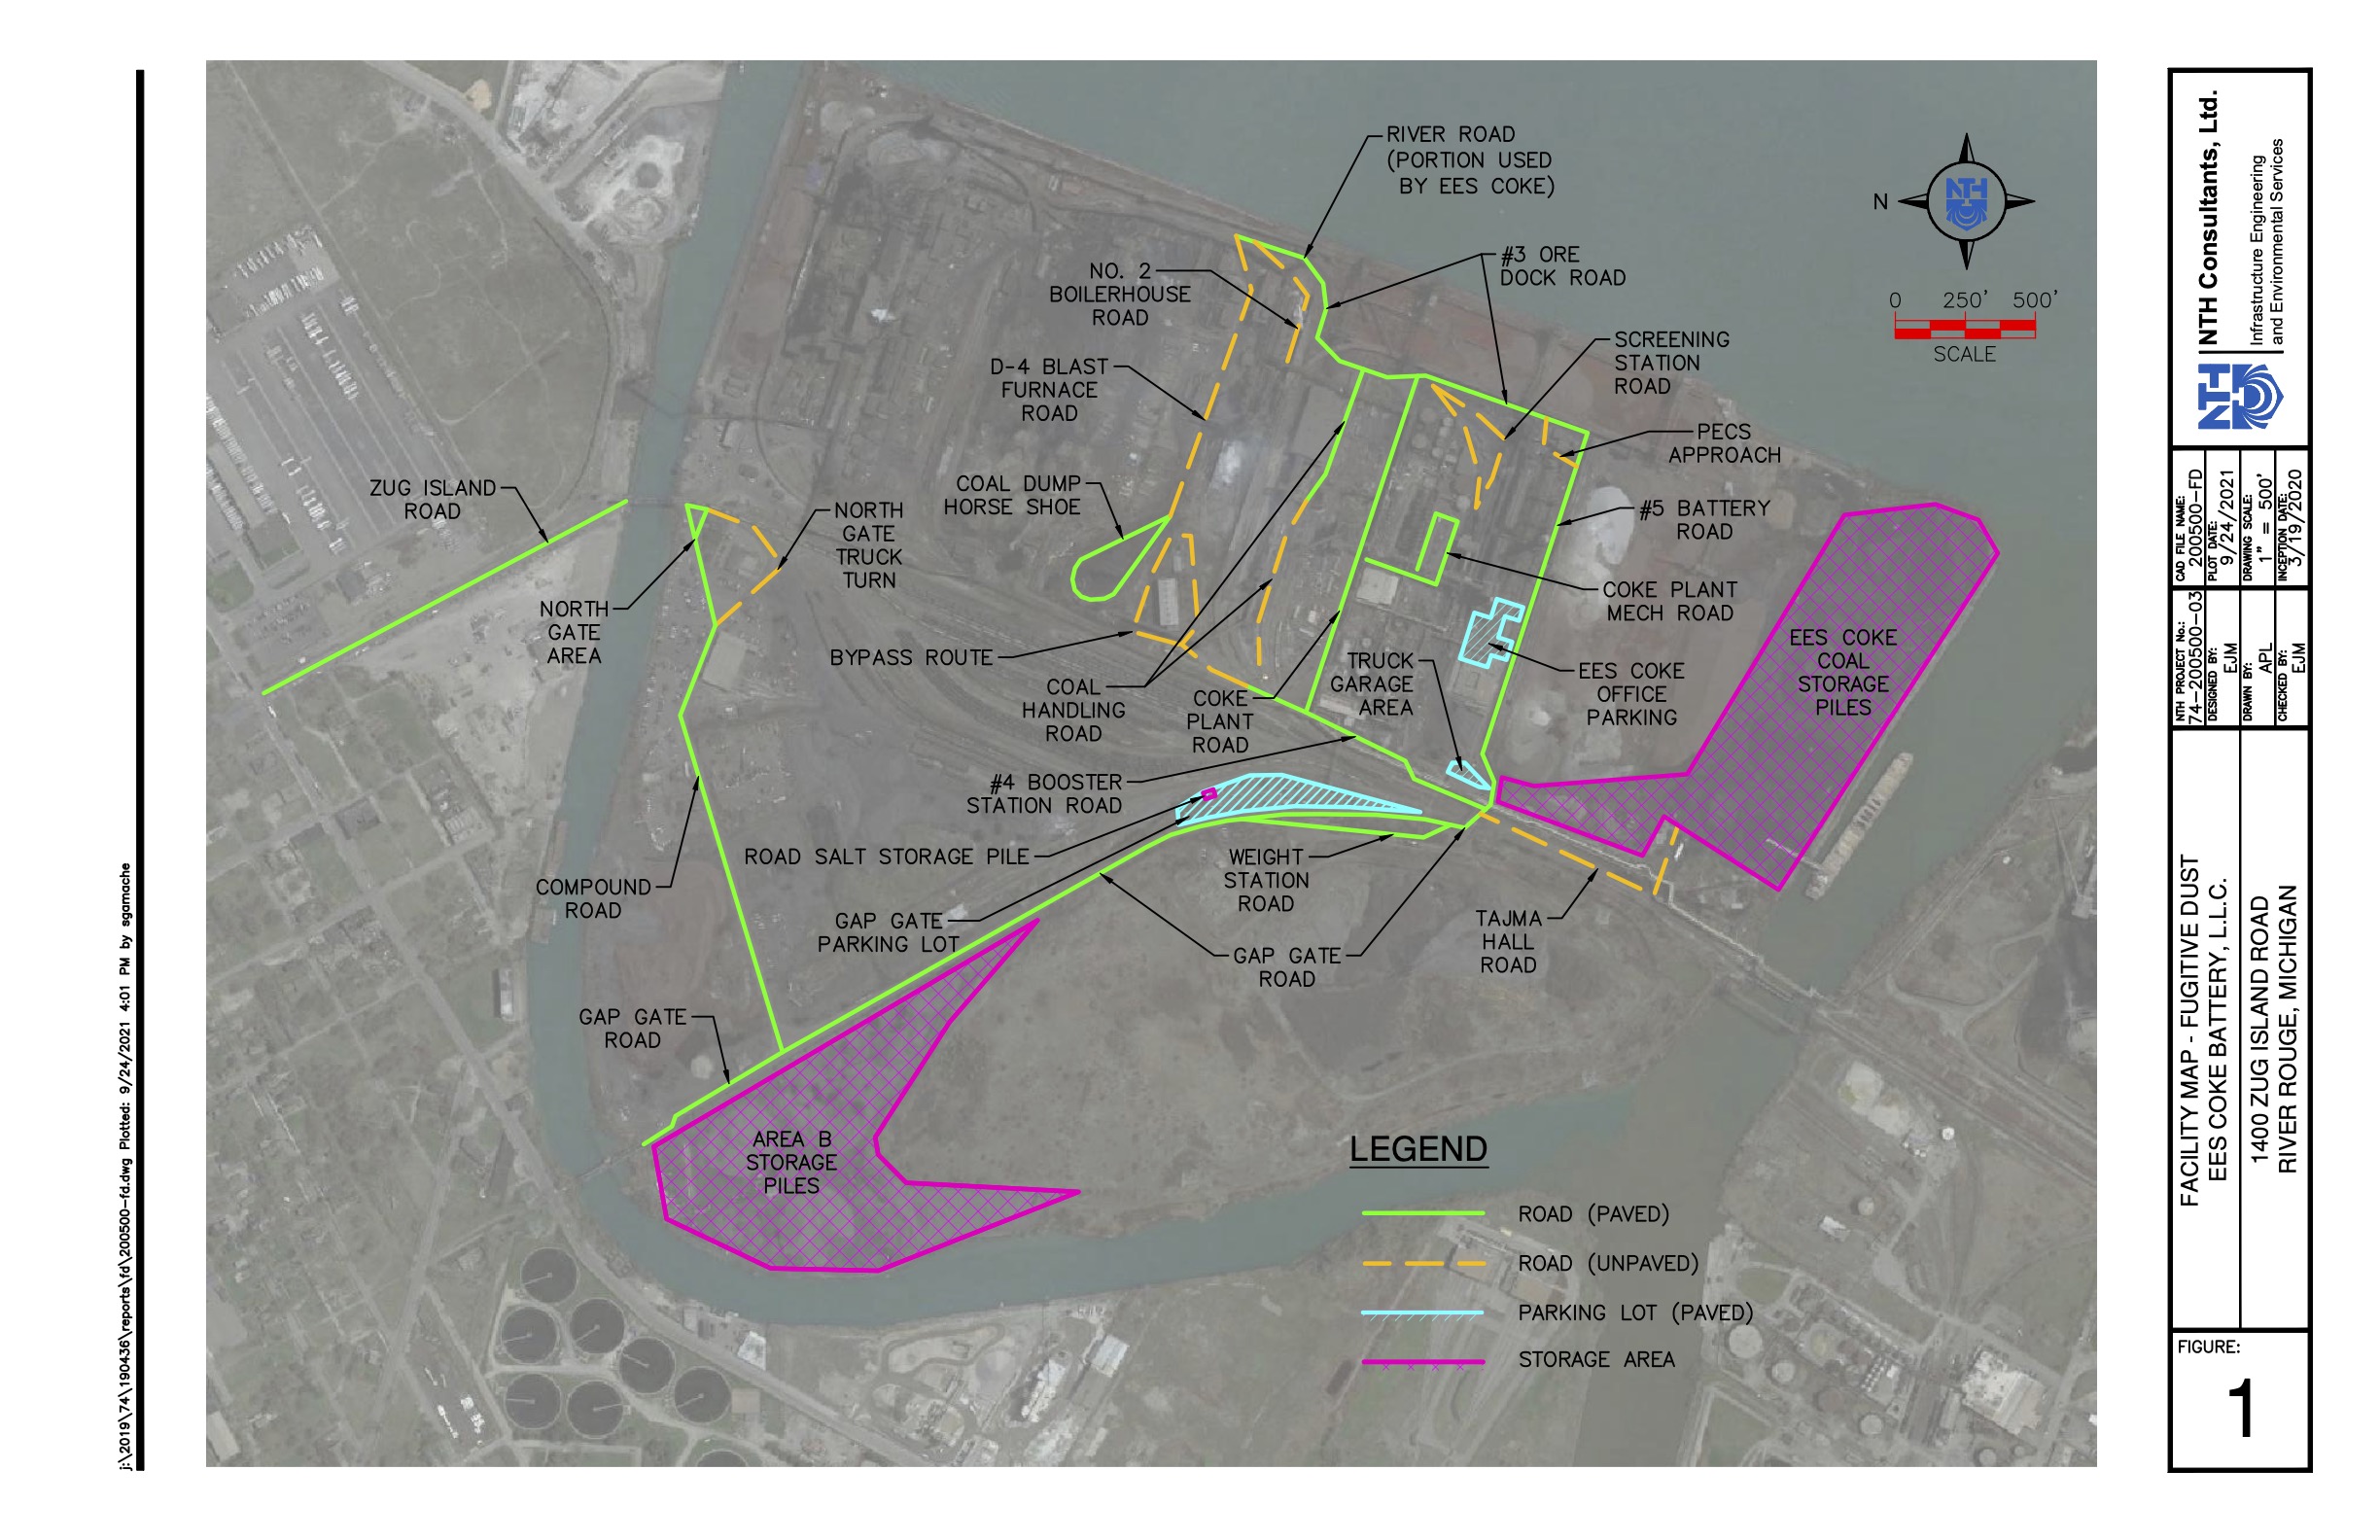 RIVER ROAD
(PORTION USED
BY EES COKE)
#3 ORE
DOCK ROAD
NO. 2
BOILERHOUSE
ROAD
D-4 BLAST
FURNACE
ROAD
SCREENING
STATION
ROAD
PECS
APPROACH
N
NTH
0 250' 500'
SCALE
ZUG ISLAND
ROAD
COAL DUMP
HORSE SHOE
NORTH
GATE
TRUCK
TURN
#5 BATTERY
ROAD
NORTH
GATE
AREA
COKE PLANT
MECH ROAD
BYPASS ROUTE
TRUCK
GARAGE
AREA
EES COKE
OFFICE
PARKING
EES COKE
COAL
STORAGE
PILES
COAL
HANDLING
ROAD
COKE
PLANT
ROAD
#4 BOOSTER
STATION ROAD
ROAD SALT STORAGE PILE
WEIGHT
STATION
ROAD
COMPOUND
ROAD
GAP GATE
PARKING LOT
GAP GATE
ROAD
TAJMA
HALL
ROAD
GAP GATE
ROAD
AREA B
STORAGE
PILES
LEGEND
ROAD (PAVED)
ROAD (UNPAVED)
PARKING LOT (PAVED)
STORAGE AREA
j:\2019\74\190436\reports\fd\200500-fd.dwg Plotted: 9/24/2021 4:01 PM by sgamache
NTH
NTH Consultants, Ltd.
Infrastructure Engineering
and Environmental Services
NTH PROJECT No.:
74-200500-03
CAD FILE NAME:
200500-FD
DESIGNED BY:
EJM
PLOT DATE:
9/24/2021
DRAWN BY:
APL
DRAWING SCALE:
1" = 500'
CHECKED BY:
EJM
INCEPTION DATE:
3/19/2020
FACILITY MAP - FUGITIVE DUST
EES COKE BATTERY, L.L.C.
1400 ZUG ISLAND ROAD
RIVER ROUGE, MICHIGAN
FIGURE:
1